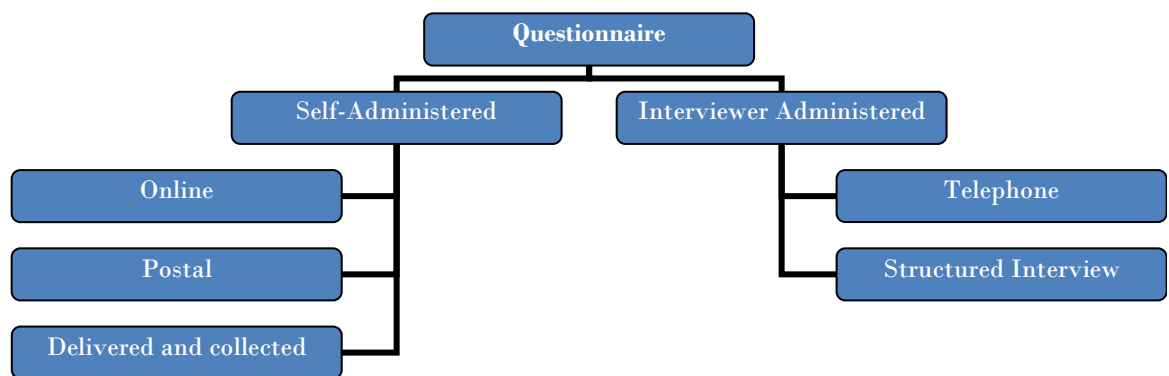 Questionnaire
Self-Administered
Interviewer Administered
Online
Telephone
Postal
Structured Interview
Delivered and collected